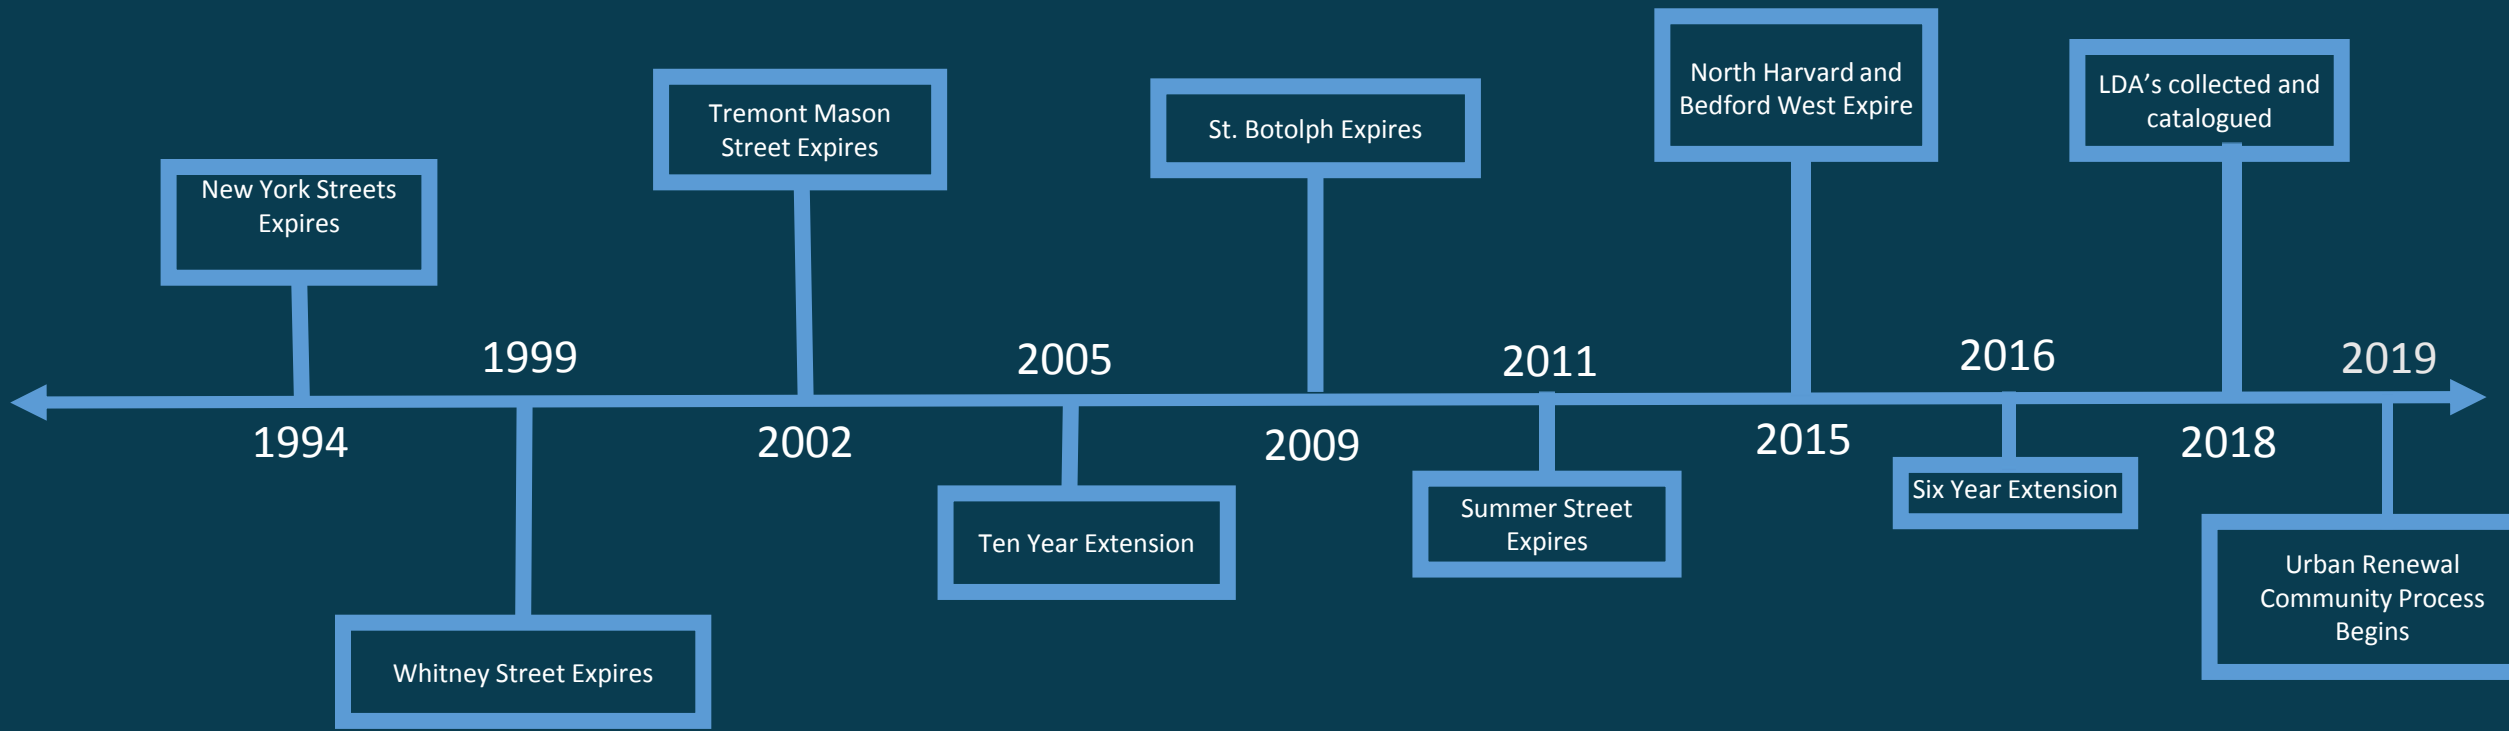 New York Streets
Expires
1994
1999
Whitney Street Expires
Tremont Mason
Street Expires
2002
2005
Ten Year Extension
St. Botolph Expires
2009
2011
Summer Street
Expires
North Harvard and
Bedford West Expire
2015
2016
Six Year Extension
LDA’s collected and
catalogued
2018
2019
Urban Renewal
Community Process
Begins